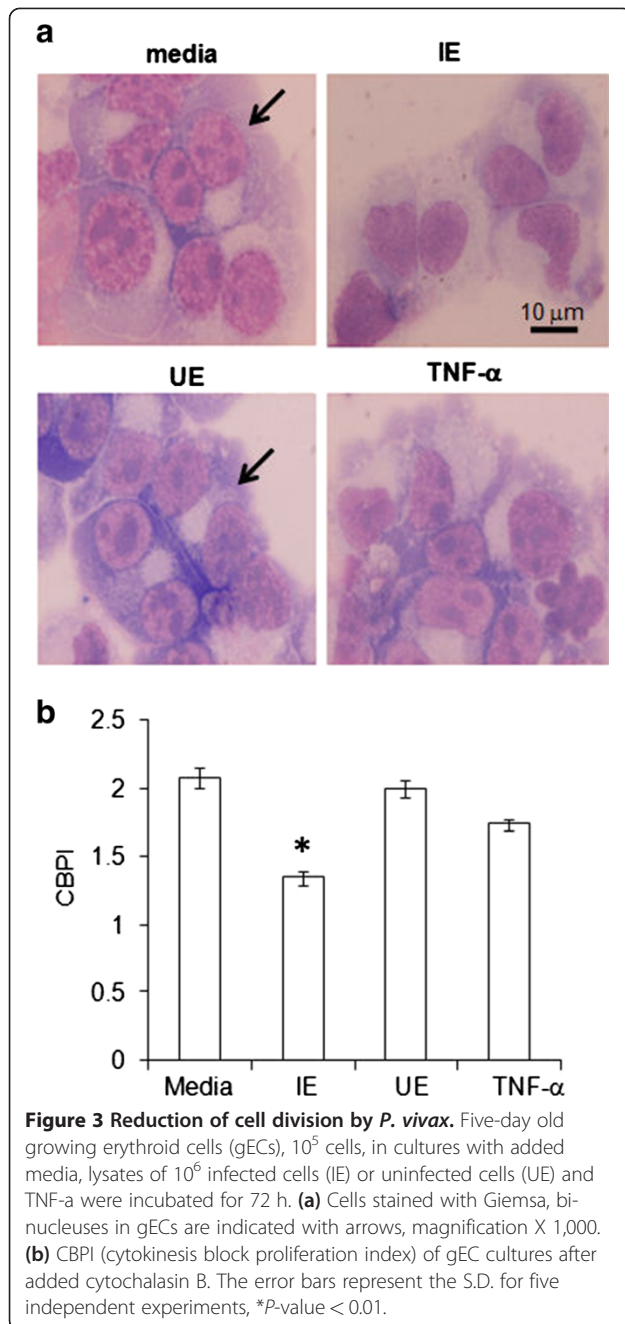 a
media
IE
10 μm
UE
TNF-α
b
2.5
2
1.5
1
0.5
0
CBPI
*
Media
IE
UE
TNF-α
Figure 3 Reduction of cell division by P. vivax. Five-day old
growing erythroid cells (gECs), 10⁵ cells, in cultures with added
media, lysates of 10⁶ infected cells (IE) or uninfected cells (UE) and
TNF-a were incubated for 72 h. (a) Cells stained with Giemsa, bi-
nucleuses in gECs are indicated with arrows, magnification X 1,000.
(b) CBPI (cytokinesis block proliferation index) of gEC cultures after
added cytochalasin B. The error bars represent the S.D. for five
independent experiments, *P-value < 0.01.